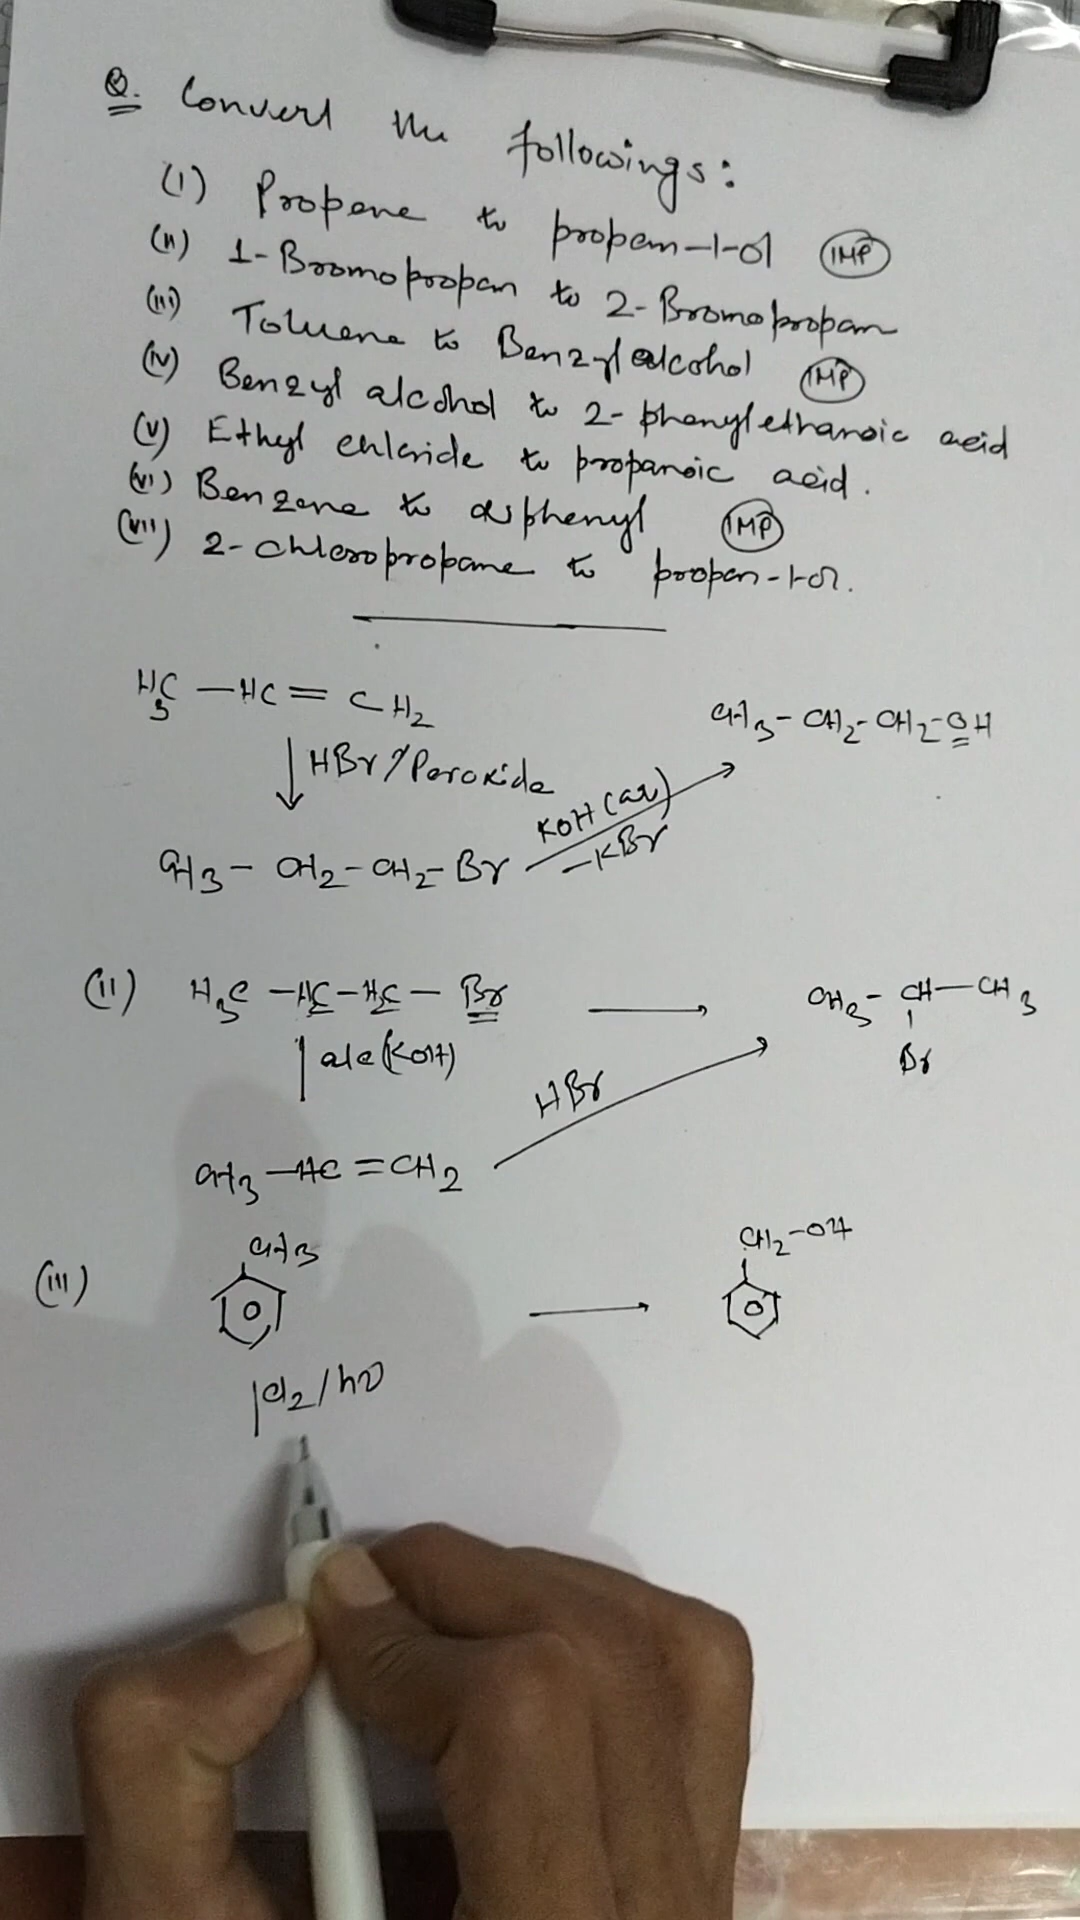 Q. Convert the followings:
(I) Propene to propan-1-ol (IMP)
(II) 1-Bromopropan to 2-Bromopropan
(III) Toluene to Benzyl alcohol (IMP)
(IV) Benzyl alcohol to 2-phenylethanoic acid
(V) Ethyl chloride to propanoic acid.
(VI) Benzene to diphenyl (IMP)
(VII) 2-chloropropane to propan-1-ol.
H3C-HC=CH2
CH3-CH2-CH2-OH
HBr/Peroxide
KOH(aq)
-KBr
CH3-CH2-CH2-Br
(II) H3C-H2C-H2C-Br
CH3-CH-CH3
Br
alc(KOH)
HBr
CH3-HC=CH2
(III) CH3
CH2-OH
Cl2/hν